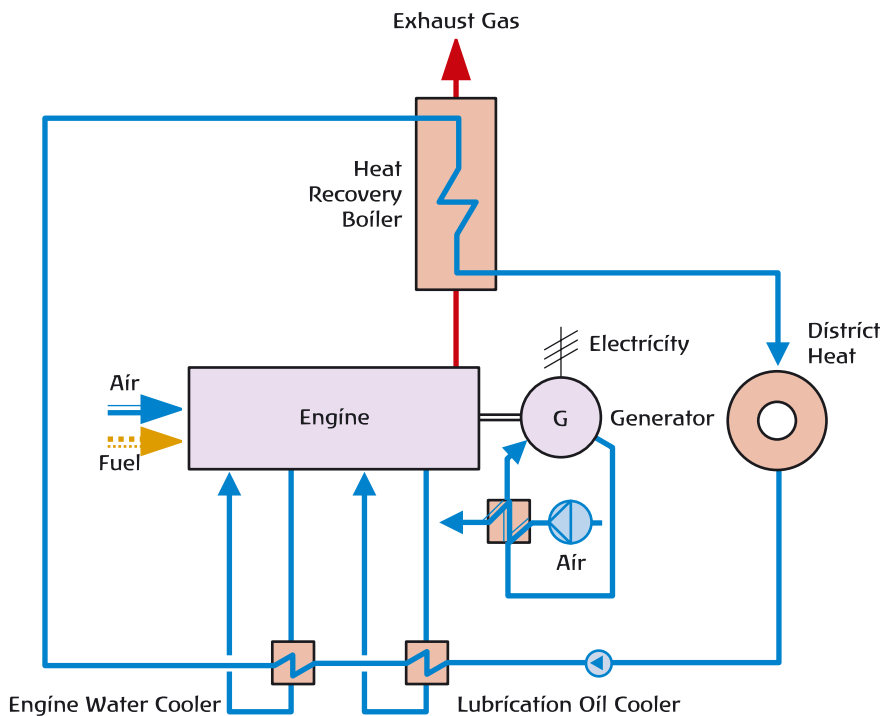 Exhaust Gas
Heat
Recovery
Boiler
District
Heat
Electricity
Air
Engine
G
Generator
Fuel
Air
Engine Water Cooler
Lubrication Oil Cooler